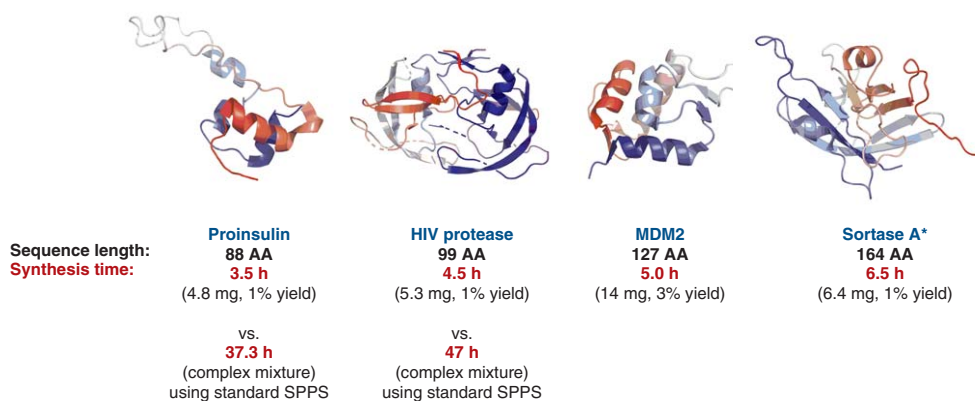 Proinsulin HIV protease MDM2 Sortase A*
Sequence length: 88 AA 99 AA 127 AA 164 AA
Synthesis time: 3.5 h 4.5 h 5.0 h 6.5 h
(4.8 mg, 1% yield) (5.3 mg, 1% yield) (14 mg, 3% yield) (6.4 mg, 1% yield)
vs. vs.
37.3 h 47 h
(complex mixture) (complex mixture)
using standard SPPS using standard SPPS